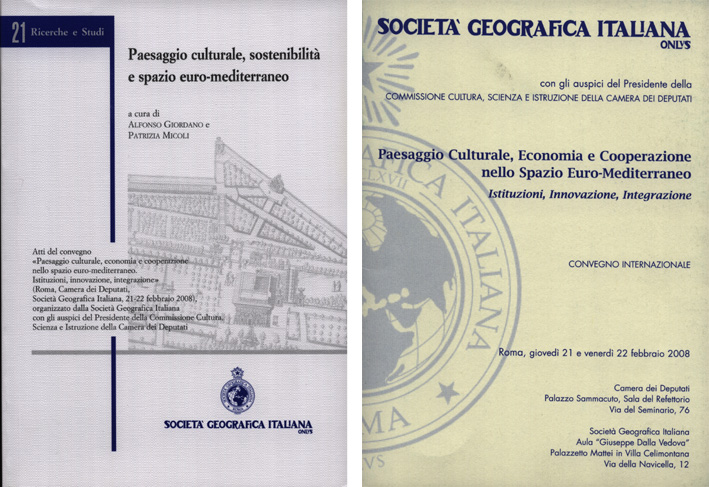 21 Ricerche e Studi
Paesaggio culturale, sostenibilità
e spazio euro-mediterraneo
a cura di
ALFONSO GIORDANO e
PATRIZIA MICOLI
Atti del convegno
«Paesaggio culturale, economia e cooperazione
nello spazio euro-mediterraneo.
Istituzioni, innovazione, integrazione»
(Roma, Camera dei Deputati,
Società Geografica Italiana, 21-22 febbraio 2008),
organizzato dalla Società Geografica Italiana
con gli auspici del Presidente della Commissione Cultura,
Scienza e Istruzione della Camera dei Deputati
SOCIETA' GEOGRAFICA ITALIANA
ONLVS
SOCIETA' GEOGRAFICA ITALIANA
ONLVS
con gli auspici del Presidente della
COMMISSIONE CULTURA, SCIENZA E ISTRUZIONE DELLA CAMERA DEI DEPUTATI
Paesaggio Culturale, Economia e Cooperazione
nello Spazio Euro-Mediterraneo
Istituzioni, Innovazione, Integrazione
CONVEGNO INTERNAZIONALE
Roma, giovedì 21 e venerdì 22 febbraio 2008
Camera dei Deputati
Palazzo Sammacuto, Sala del Refettorio
Via del Seminario, 76
Società Geografica Italiana
Aula "Giuseppe Dalla Vedova"
Palazzetto Mattei in Villa Celimontana
Via della Navicella, 12
GRAFICA ITALIANA